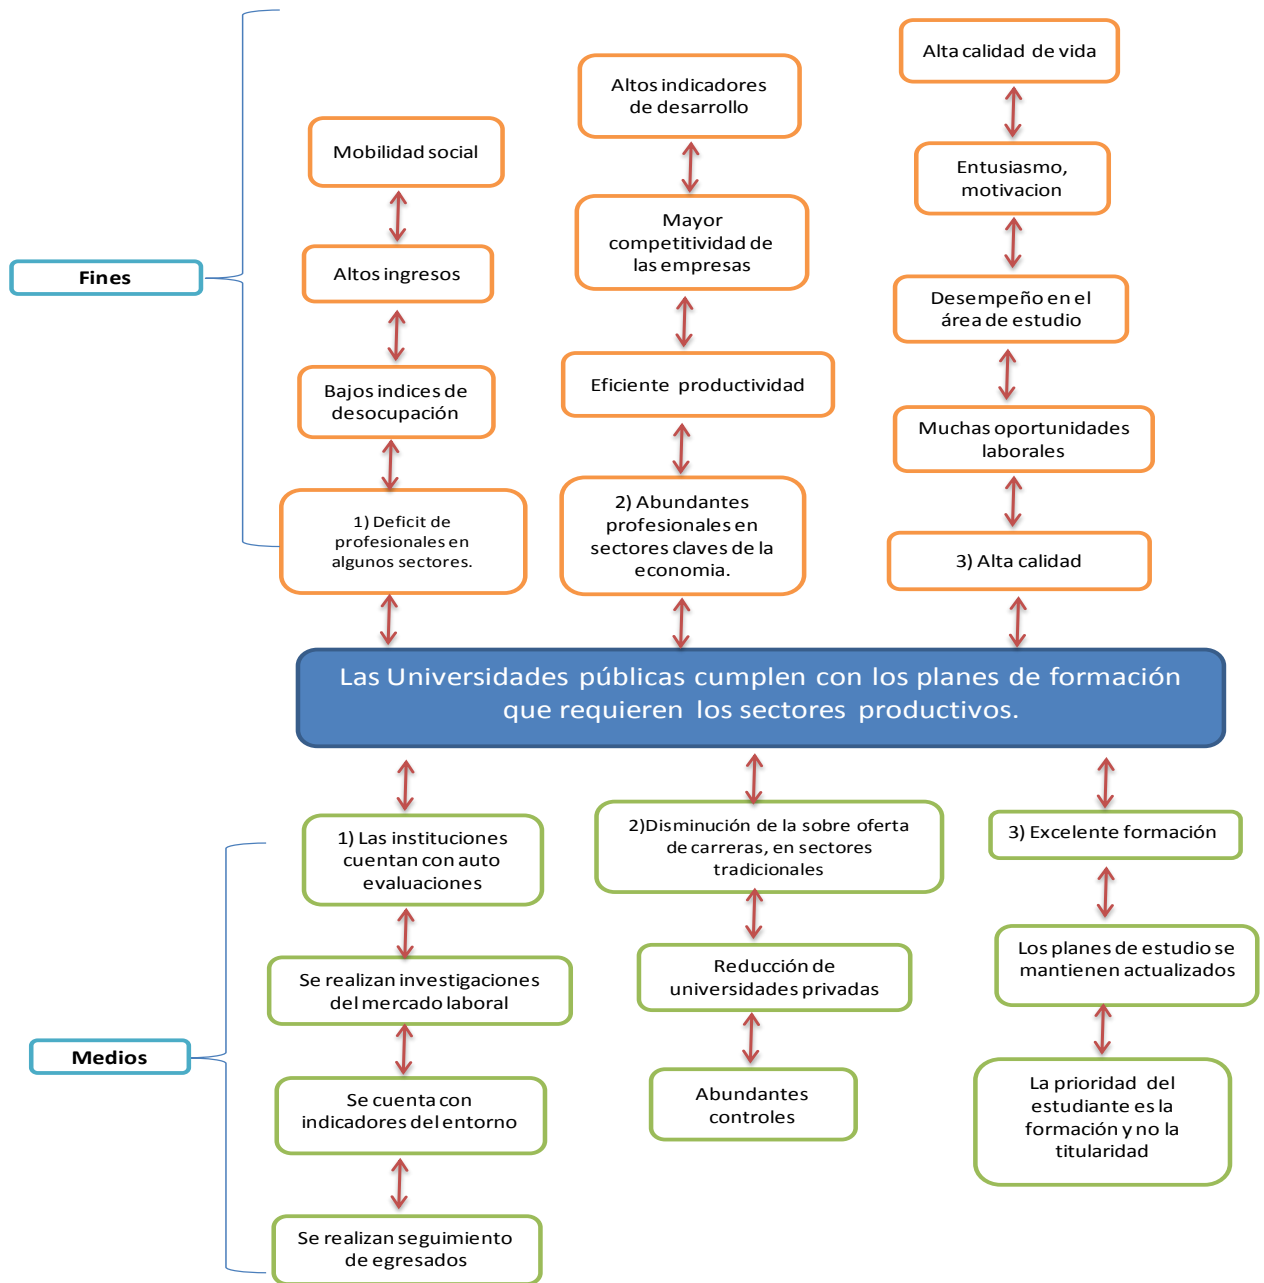 Mobilidad social
Altos ingresos
Bajos indices de
desocupación
1) Deficit de
profesionales en
algunos sectores.
Altos indicadores
de desarrollo
Mayor
competitividad de
las empresas
Eficiente productividad
2) Abundantes
profesionales en
sectores claves de la
economia.
Alta calidad de vida
Entusiasmo,
motivacion
Desempeño en el
área de estudio
Muchas oportunidades
laborales
3) Alta calidad
Fines
Las Universidades públicas cumplen con los planes de formación
que requieren los sectores productivos.
1) Las instituciones
cuentan con auto
evaluaciones
Se realizan investigaciones
del mercado laboral
Se cuenta con
indicadores del entorno
Se realizan seguimiento
de egresados
2)Disminución de la sobre oferta
de carreras, en sectores
tradicionales
Reducción de
universidades privadas
Abundantes
controles
3) Excelente formación
Los planes de estudio se
mantienen actualizados
La prioridad del
estudiante es la
formación y no la
titularidad
Medios